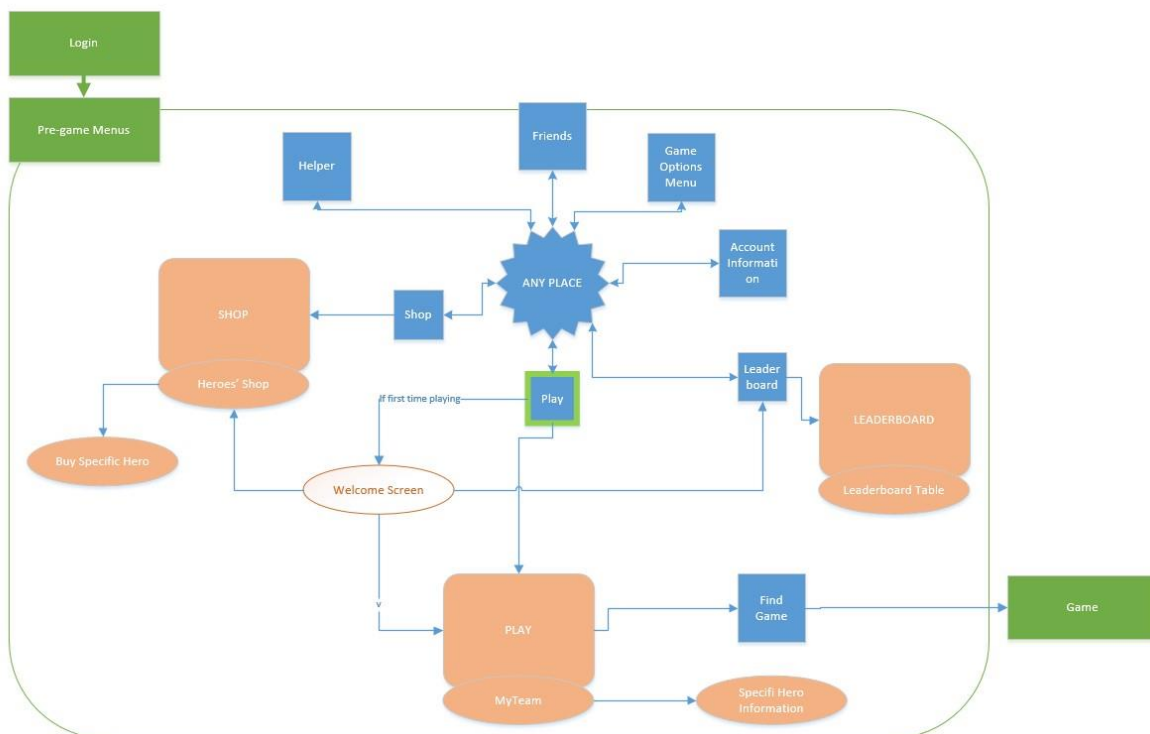 Login
Pre-game Menus
Friends
Helper
Game
Options
Menu
Account
Informati
on
ANY PLACE
SHOP
Shop
Heroes' Shop
Leader
board
Play
If first time playing
LEADERBOARD
Buy Specific Hero
Welcome Screen
Leaderboard Table
v
Find
Game
Game
PLAY
MyTeam
Specifi Hero
Information